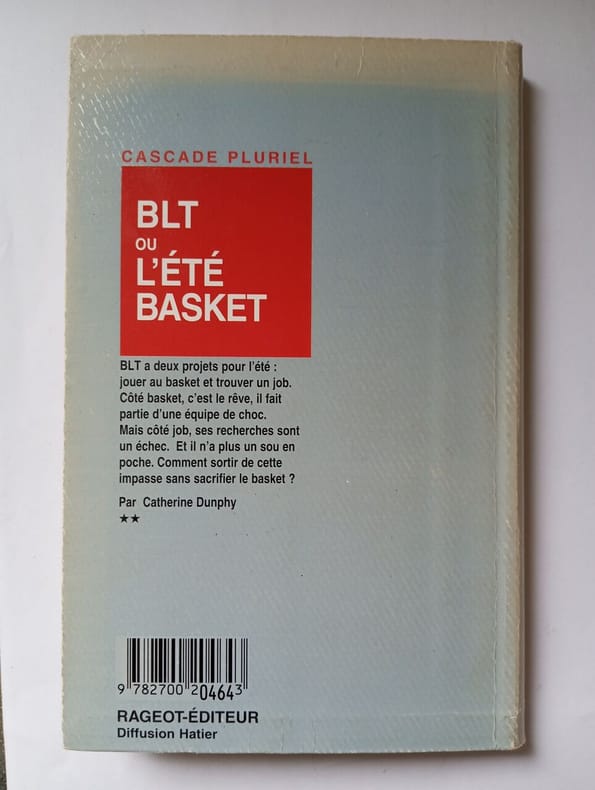 CASCADE PLURIEL
BLT
OU
L'ÉTÉ
BASKET
BLT a deux projets pour l'été :
jouer au basket et trouver un job.
Côté basket, c'est le rêve, il fait
partie d'une équipe de choc.
Mais côté job, ses recherches sont
un échec. Et il n'a plus un sou en
poche. Comment sortir de cette
impasse sans sacrifier le basket ?
Par Catherine Dunphy
★★
9 782700 204643
RAGEOT-ÉDITEUR
Diffusion Hatier